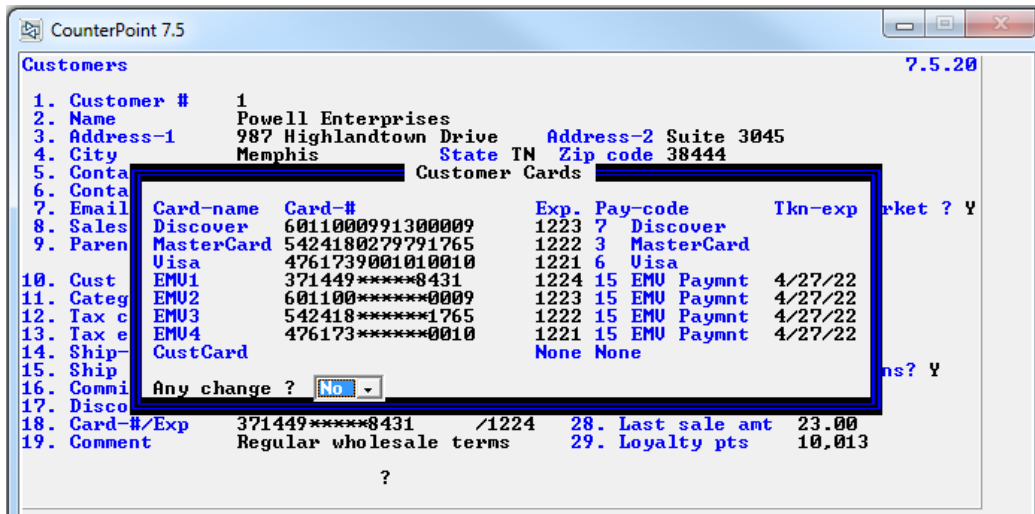 CounterPoint 7.5
Customers 7.5.20
1. Customer # 1
2. Name Powell Enterprises
3. Address-1 987 Highlandtown Drive Address-2 Suite 3045
4. City Memphis State TN Zip code 38444
5. Conta Customer Cards
6. Conta
7. Email Card-name Card-# Exp. Pay-code Tkn-exp rket ? Y
8. Sales Discover 6011000991300009 1223 7 Discover
9. Paren MasterCard 5424180279791765 1222 3 MasterCard
Visa 4761739001010010 1221 6 Visa
10. Cust EMV1 371449*****8431 1224 15 EMV Paymnt 4/27/22
11. Categ EMV2 601100******0009 1223 15 EMV Paymnt 4/27/22
12. Tax c EMV3 542418******1765 1222 15 EMV Paymnt 4/27/22
13. Tax e EMV4 476173******0010 1221 15 EMV Paymnt 4/27/22
14. Ship- CustCard None None
15. Ship ns? Y
16. Commi Any change ? No
17. Disco
18. Card-#/Exp 371449*****8431 /1224 28. Last sale amt 23.00
19. Comment Regular wholesale terms 29. Loyalty pts 10,013
?